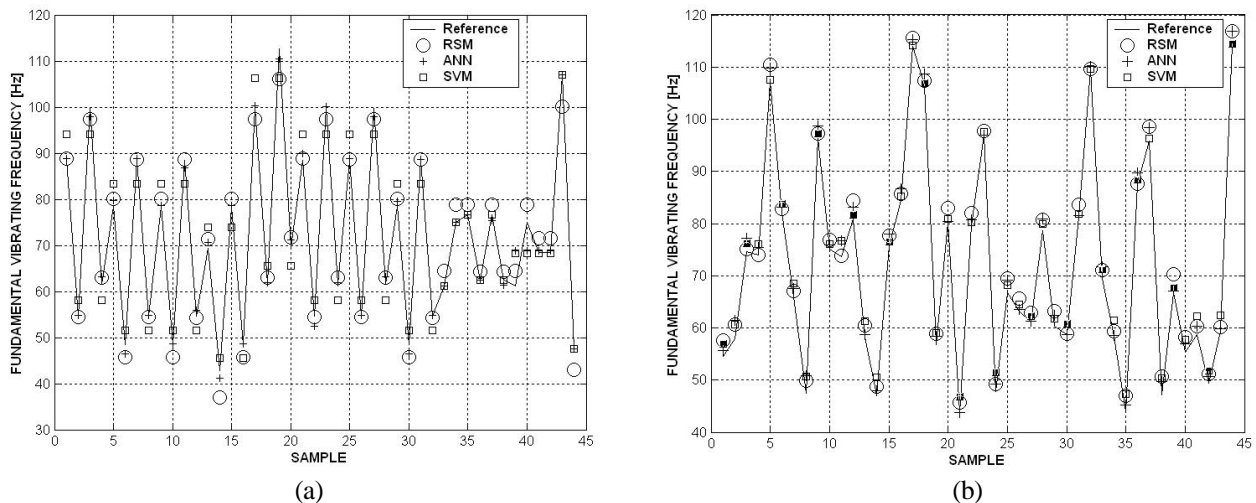 120
110
100
90
80
70
60
50
40
30
0
5
10
15
20
25
30
35
40
45
FUNDAMENTAL VIBRATING FREQUENCY [Hz]
SAMPLE
Reference
RSM
ANN
SVM
(a)
120
110
100
90
80
70
60
50
40
0
5
10
15
20
25
30
35
40
45
FUNDAMENTAL VIBRATING FREQUENCY [Hz]
SAMPLE
Reference
RSM
ANN
SVM
(b)